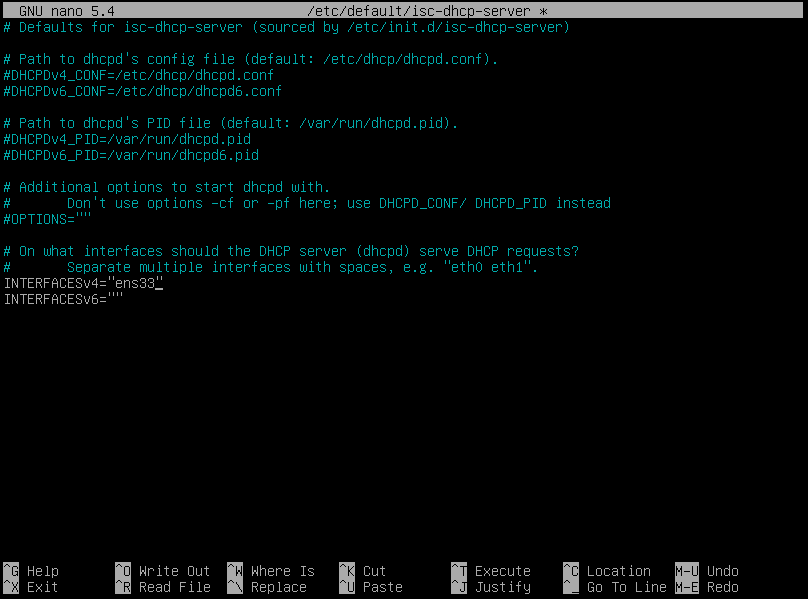 GNU nano 5.4 /etc/default/isc-dhcp-server *
# Defaults for isc-dhcp-server (sourced by /etc/init.d/isc-dhcp-server)
# Path to dhcpd's config file (default: /etc/dhcp/dhcpd.conf).
#DHCPDv4_CONF=/etc/dhcp/dhcpd.conf
#DHCPDv6_CONF=/etc/dhcp/dhcpd6.conf
# Path to dhcpd's PID file (default: /var/run/dhcpd.pid).
#DHCPDv4_PID=/var/run/dhcpd.pid
#DHCPDv6_PID=/var/run/dhcpd6.pid
# Additional options to start dhcpd with.
#       Don't use options -cf or -pf here; use DHCPD_CONF/ DHCPD_PID instead
#OPTIONS=""
# On what interfaces should the DHCP server (dhcpd) serve DHCP requests?
#       Separate multiple interfaces with spaces, e.g. "eth0 eth1".
INTERFACESv4="ens33"
INTERFACESv6=""
^G Help ^O Write Out ^W Where Is ^K Cut ^T Execute ^C Location M-U Undo
^X Exit ^R Read File ^\ Replace ^U Paste ^J Justify ^_ Go To Line M-E Redo